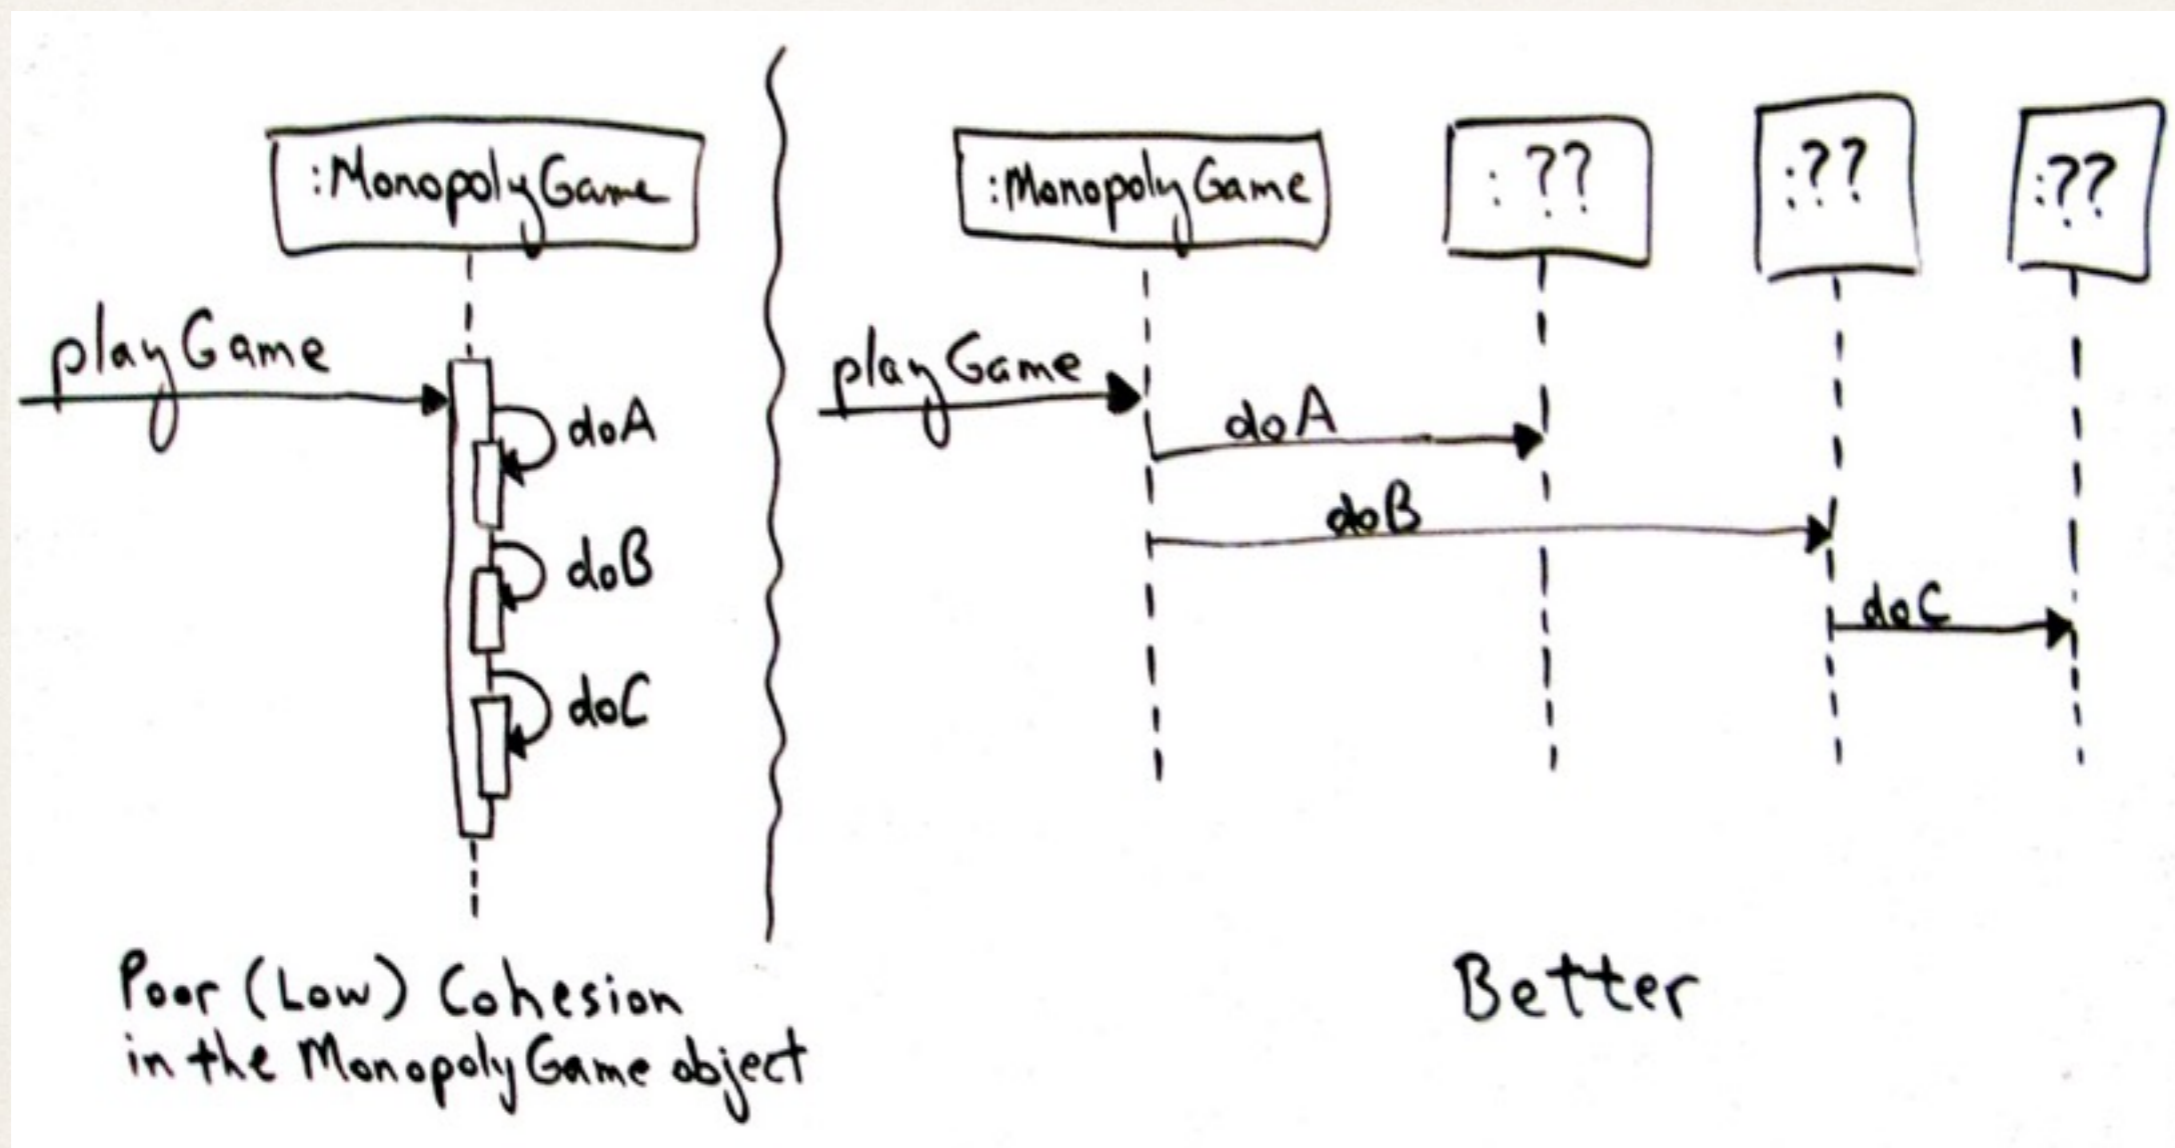 :MonopolyGame
playGame
doA
doB
doC
Poor (Low) Cohesion
in the MonopolyGame object
:MonopolyGame
: ??
:??
:??
playGame
doA
doB
doC
Better